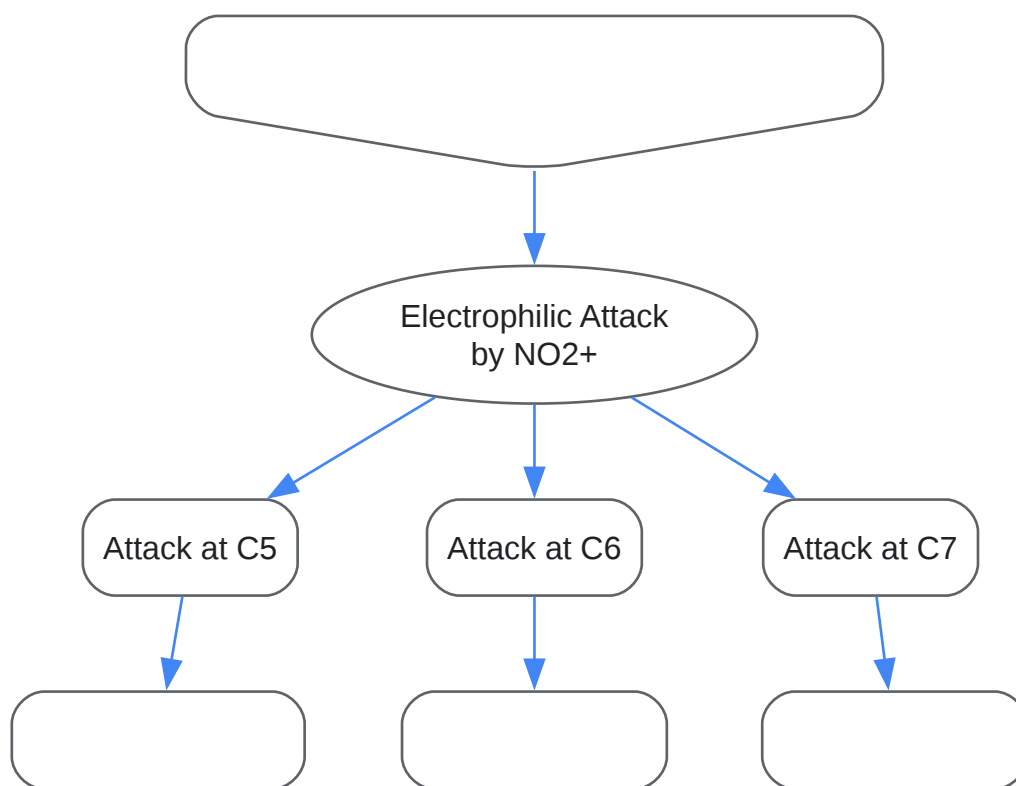 Electrophilic Attack
by NO2+
Attack at C5
Attack at C6
Attack at C7